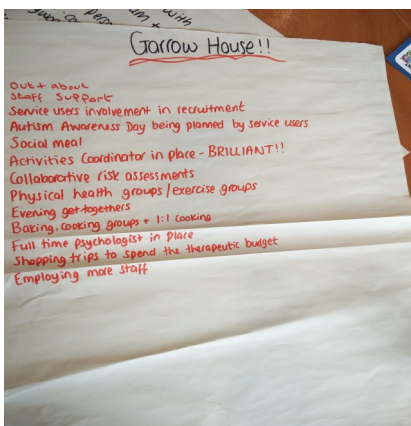 with
Garrow House!!
Out + about
Staff Support
Service users involvement in recruitment
Autism Awareness Day being planned by service users
Social meal
Activities Coordinator in place - BRILLIANT!!
Collaborative risk assessments
Physical health groups / exercise groups
Evening get-togethers
Baking, cooking groups + 1:1 cooking
Full time psychologist in place
Shopping trips to spend the therapeutic budget
Employing more staff